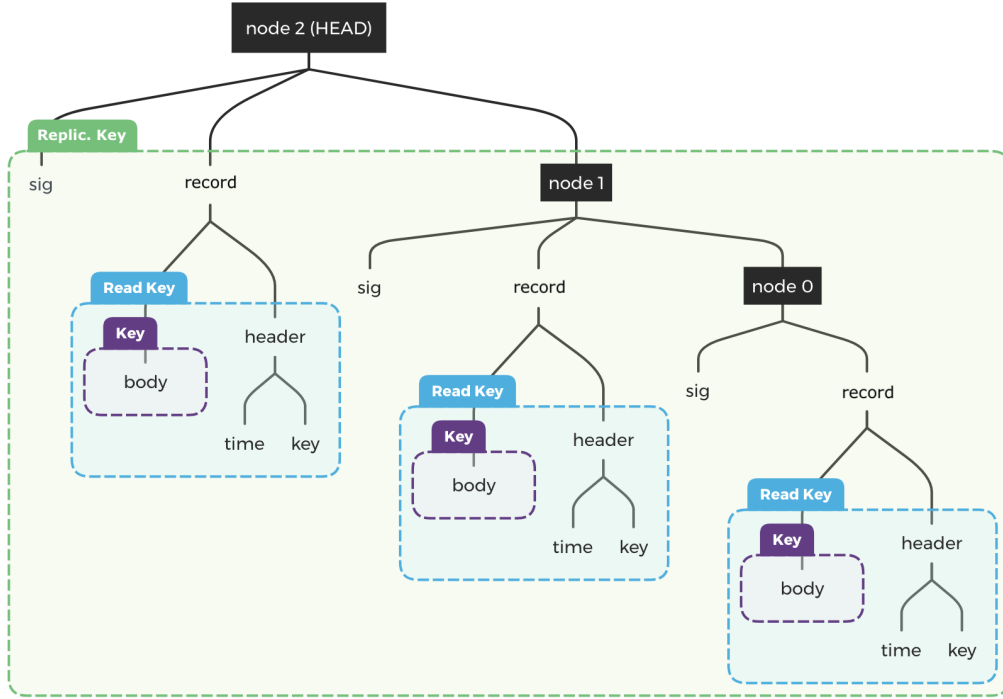 node 2 (HEAD)
Replic. Key
sig
record
node 1
Read Key
Key
body
header
time
key
sig
record
node 0
Read Key
Key
body
header
time
key
sig
record
Read Key
Key
body
header
time
key